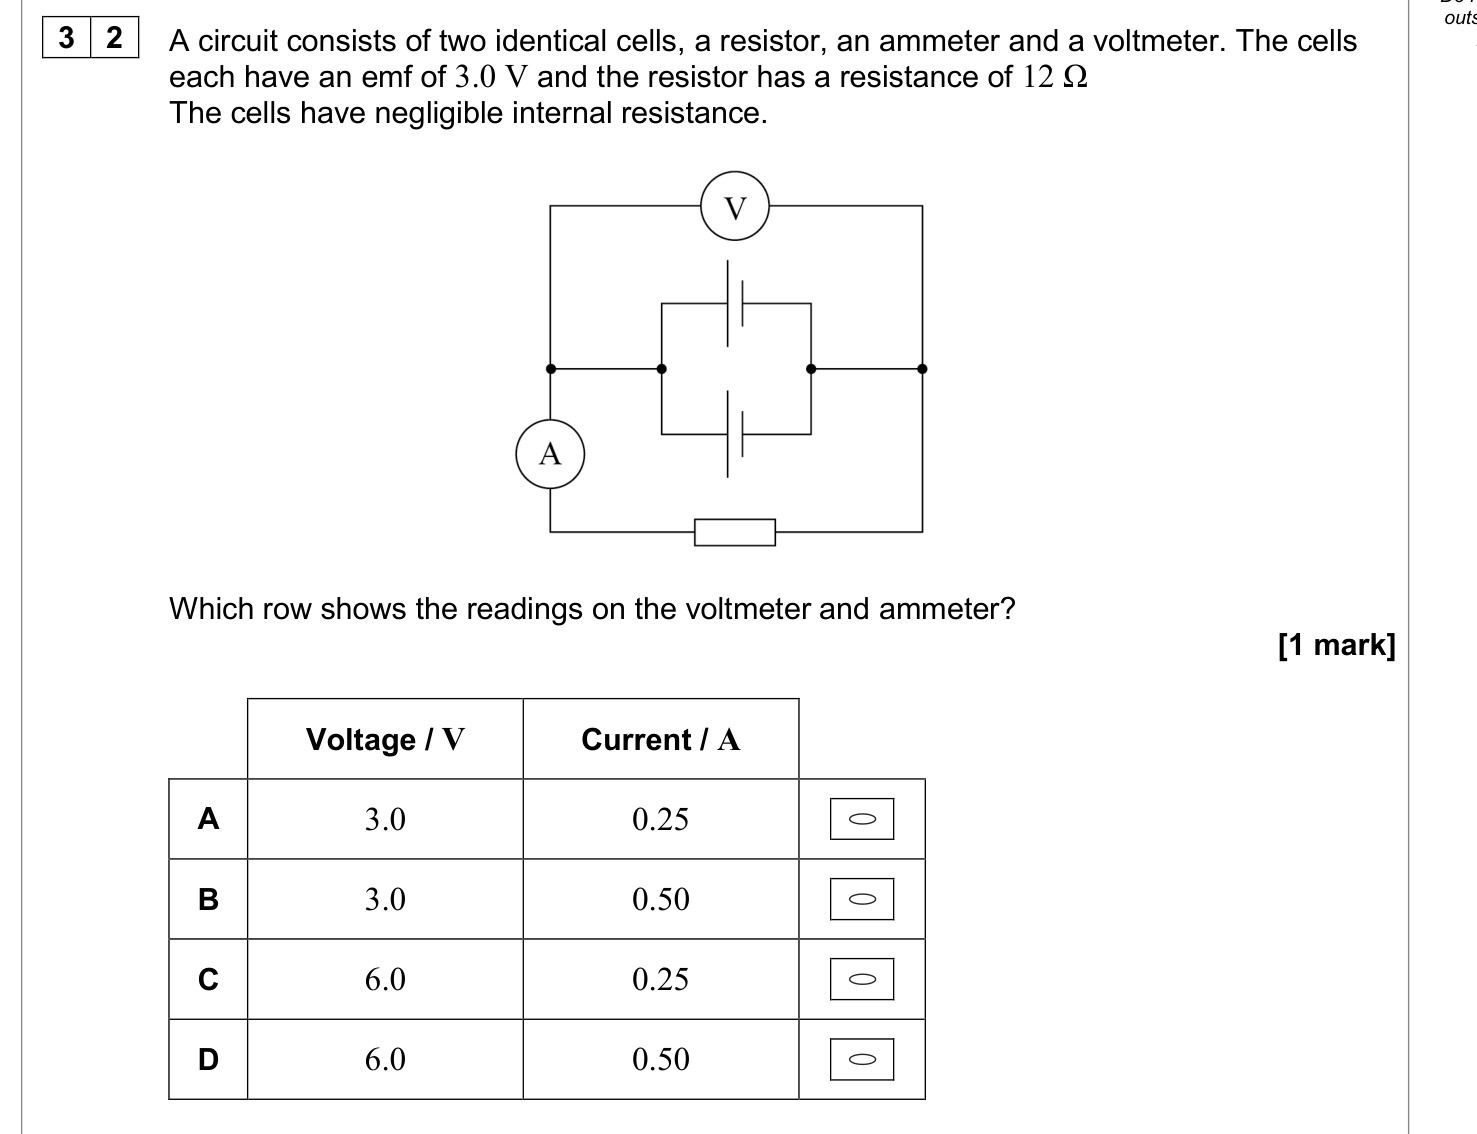 outs
3 2 A circuit consists of two identical cells, a resistor, an ammeter and a voltmeter. The cells
each have an emf of 3.0 V and the resistor has a resistance of 12 Ω
The cells have negligible internal resistance.
V
A
Which row shows the readings on the voltmeter and ammeter?
[1 mark]
Voltage / V Current / A
A 3.0 0.25
B 3.0 0.50
C 6.0 0.25
D 6.0 0.50